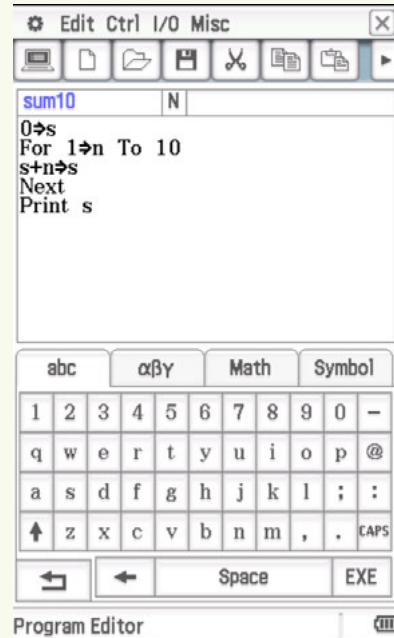 Edit Ctrl I/O Misc
sum10 N
0⇒s
For 1⇒n To 10
s+n⇒s
Next
Print s
abc αβγ Math Symbol
1 2 3 4 5 6 7 8 9 0 −
q w e r t y u i o p @
a s d f g h j k l ; :
z x c v b n m , . CAPS
Space EXE
Program Editor